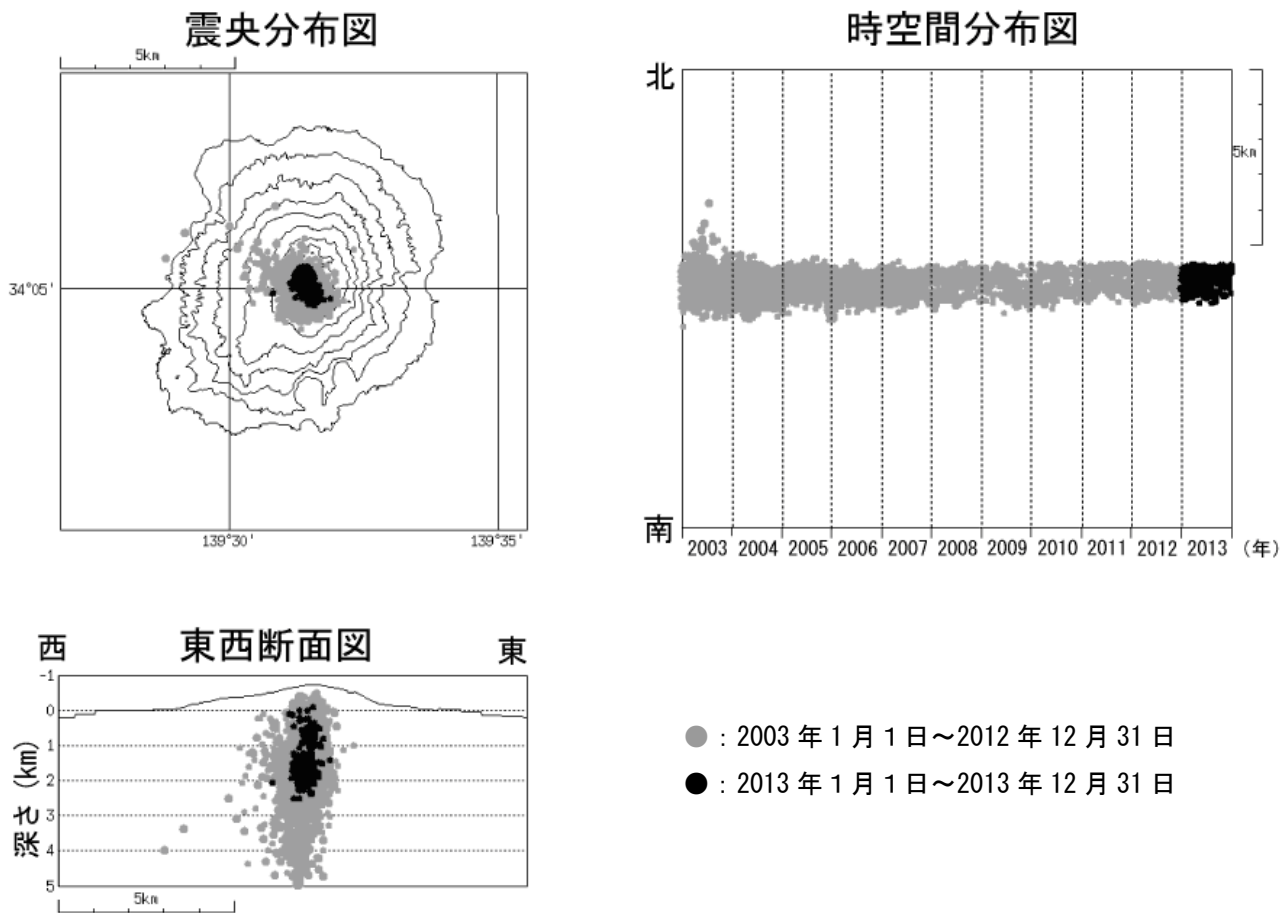 震央分布図
5km
34°05'
139°30'
139°35'
時空間分布図
北
南
5km
2003 2004 2005 2006 2007 2008 2009 2010 2011 2012 2013 (年)
東西断面図
西
東
-1
0
1
2
3
4
5
深さ (km)
5km
● : 2003 年 1 月 1 日～2012 年 12 月 31 日
● : 2013 年 1 月 1 日～2013 年 12 月 31 日